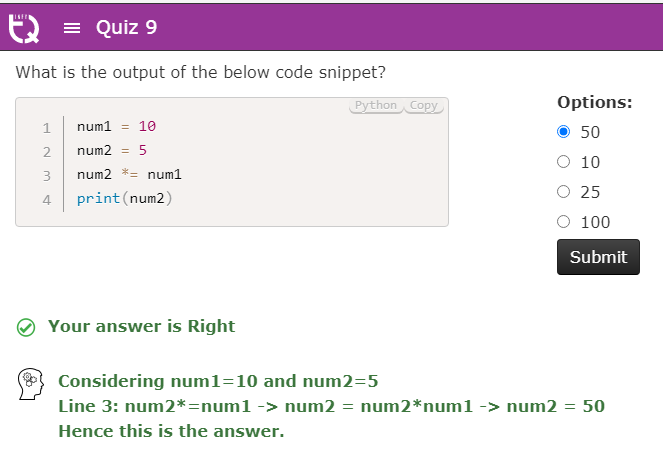 Quiz 9
What is the output of the below code snippet?
Python Copy
1 num1 = 10
2 num2 = 5
3 num2 *= num1
4 print(num2)
Options:
50
10
25
100
Submit
Your answer is Right
Considering num1=10 and num2=5
Line 3: num2*=num1 -> num2 = num2*num1 -> num2 = 50
Hence this is the answer.